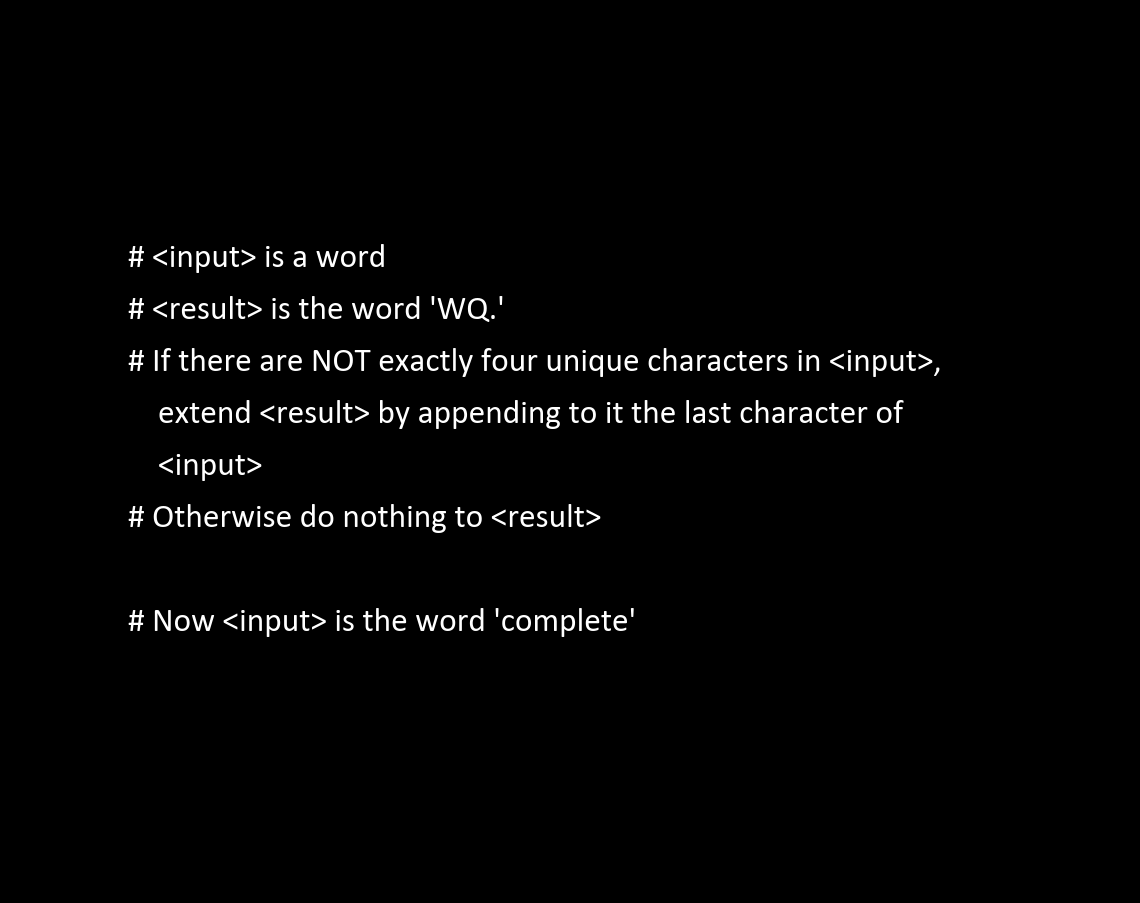 # <input> is a word
# <result> is the word 'WQ.'
# If there are NOT exactly four unique characters in <input>,
extend <result> by appending to it the last character of
<input>
# Otherwise do nothing to <result>
# Now <input> is the word 'complete'